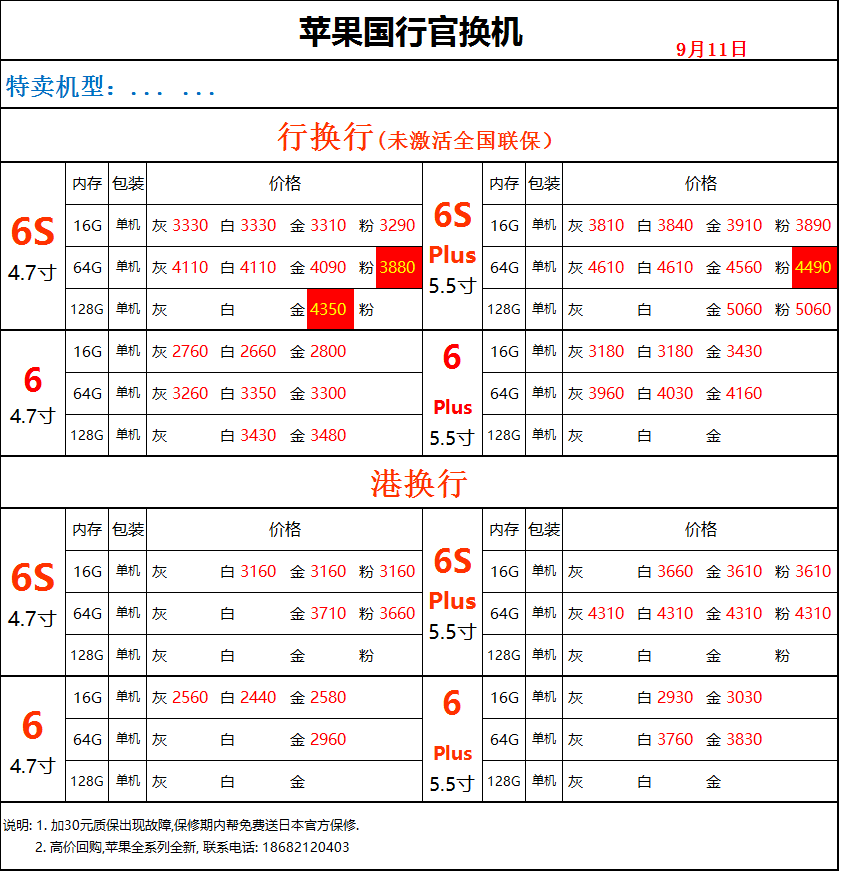 苹果国行官换机
9月11日
特卖机型：... ...
行换行(未激活全国联保）
6S 4.7寸
内存 包装 价格
16G 单机 灰 3330 白 3330 金 3310 粉 3290
64G 单机 灰 4110 白 4110 金 4090 粉 3880
128G 单机 灰 白 金 4350 粉
6S Plus 5.5寸
内存 包装 价格
16G 单机 灰 3810 白 3840 金 3910 粉 3890
64G 单机 灰 4610 白 4610 金 4560 粉 4490
128G 单机 灰 白 金 5060 粉 5060
6 4.7寸
16G 单机 灰 2760 白 2660 金 2800
64G 单机 灰 3260 白 3350 金 3300
128G 单机 灰 白 3430 金 3480
6 Plus 5.5寸
16G 单机 灰 3180 白 3180 金 3430
64G 单机 灰 3960 白 4030 金 4160
128G 单机 灰 白 金
港换行
6S 4.7寸
内存 包装 价格
16G 单机 灰 白 3160 金 3160 粉 3160
64G 单机 灰 白 金 3710 粉 3660
128G 单机 灰 白 金 粉
6S Plus 5.5寸
内存 包装 价格
16G 单机 灰 白 3660 金 3610 粉 3610
64G 单机 灰 4310 白 4310 金 4310 粉 4310
128G 单机 灰 白 金 粉
6 4.7寸
16G 单机 灰 2560 白 2440 金 2580
64G 单机 灰 白 金 2960
128G 单机 灰 白 金
6 Plus 5.5寸
16G 单机 灰 白 2930 金 3030
64G 单机 灰 白 3760 金 3830
128G 单机 灰 白 金
说明: 1. 加30元质保出现故障,保修期内帮免费送日本官方保修.
2. 高价回购,苹果全系列全新, 联系电话: 18682120403